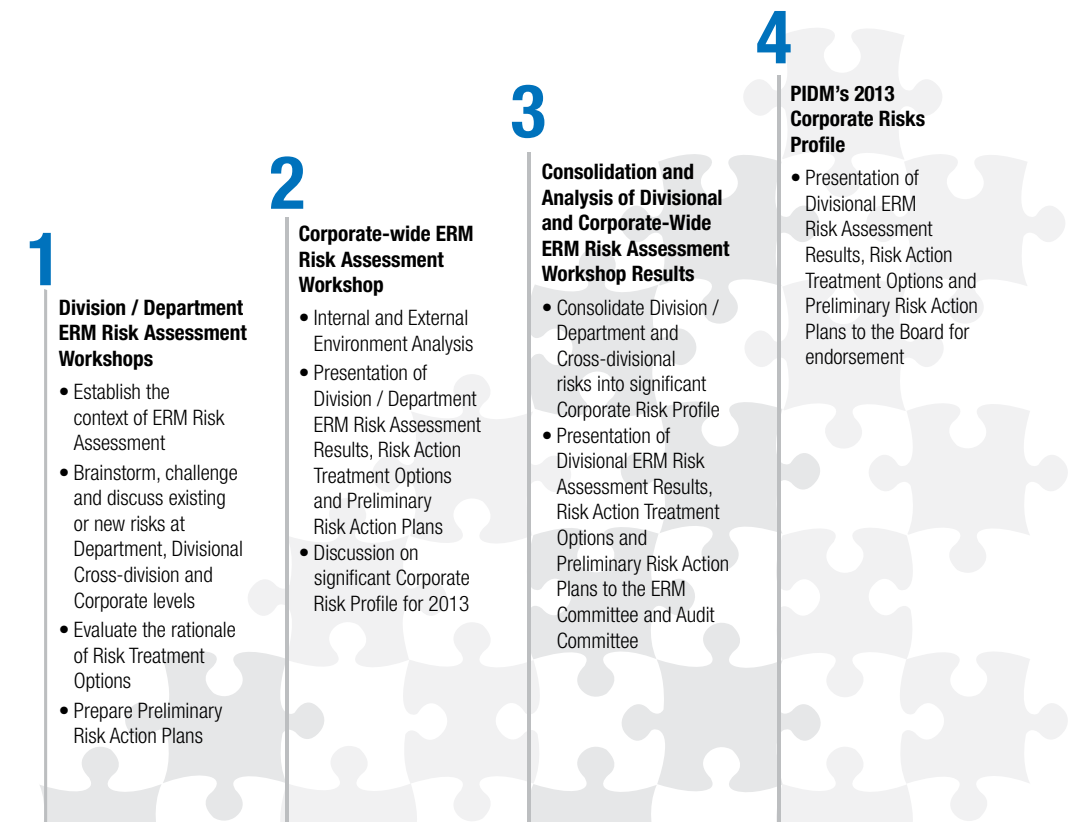 1
Division / Department
ERM Risk Assessment
Workshops
• Establish the
context of ERM Risk
Assessment
• Brainstorm, challenge
and discuss existing
or new risks at
Department, Divisional
Cross-division and
Corporate levels
• Evaluate the rationale
of Risk Treatment
Options
• Prepare Preliminary
Risk Action Plans
2
Corporate-wide ERM
Risk Assessment
Workshop
• Internal and External
Environment Analysis
• Presentation of
Division / Department
ERM Risk Assessment
Results, Risk Action
Treatment Options
and Preliminary
Risk Action Plans
• Discussion on
significant Corporate
Risk Profile for 2013
3
Consolidation and
Analysis of Divisional
and Corporate-Wide
ERM Risk Assessment
Workshop Results
• Consolidate Division /
Department and
Cross-divisional
risks into significant
Corporate Risk Profile
• Presentation of
Divisional ERM Risk
Assessment Results,
Risk Action Treatment
Options and
Preliminary Risk Action
Plans to the ERM
Committee and Audit
Committee
4
PIDM's 2013
Corporate Risks
Profile
• Presentation of
Divisional ERM
Risk Assessment
Results, Risk Action
Treatment Options and
Preliminary Risk Action
Plans to the Board for
endorsement